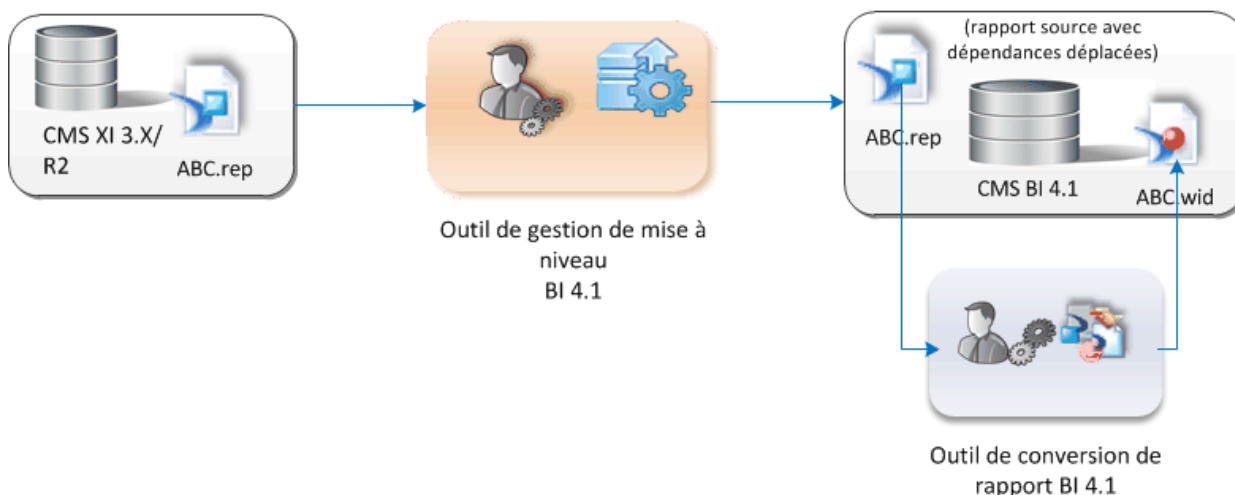 CMS XI 3.X/
R2
ABC.rep
Outil de gestion de mise à
niveau
BI 4.1
(rapport source avec
dépendances déplacées)
ABC.rep
CMS BI 4.1
ABC.wid
Outil de conversion de
rapport BI 4.1